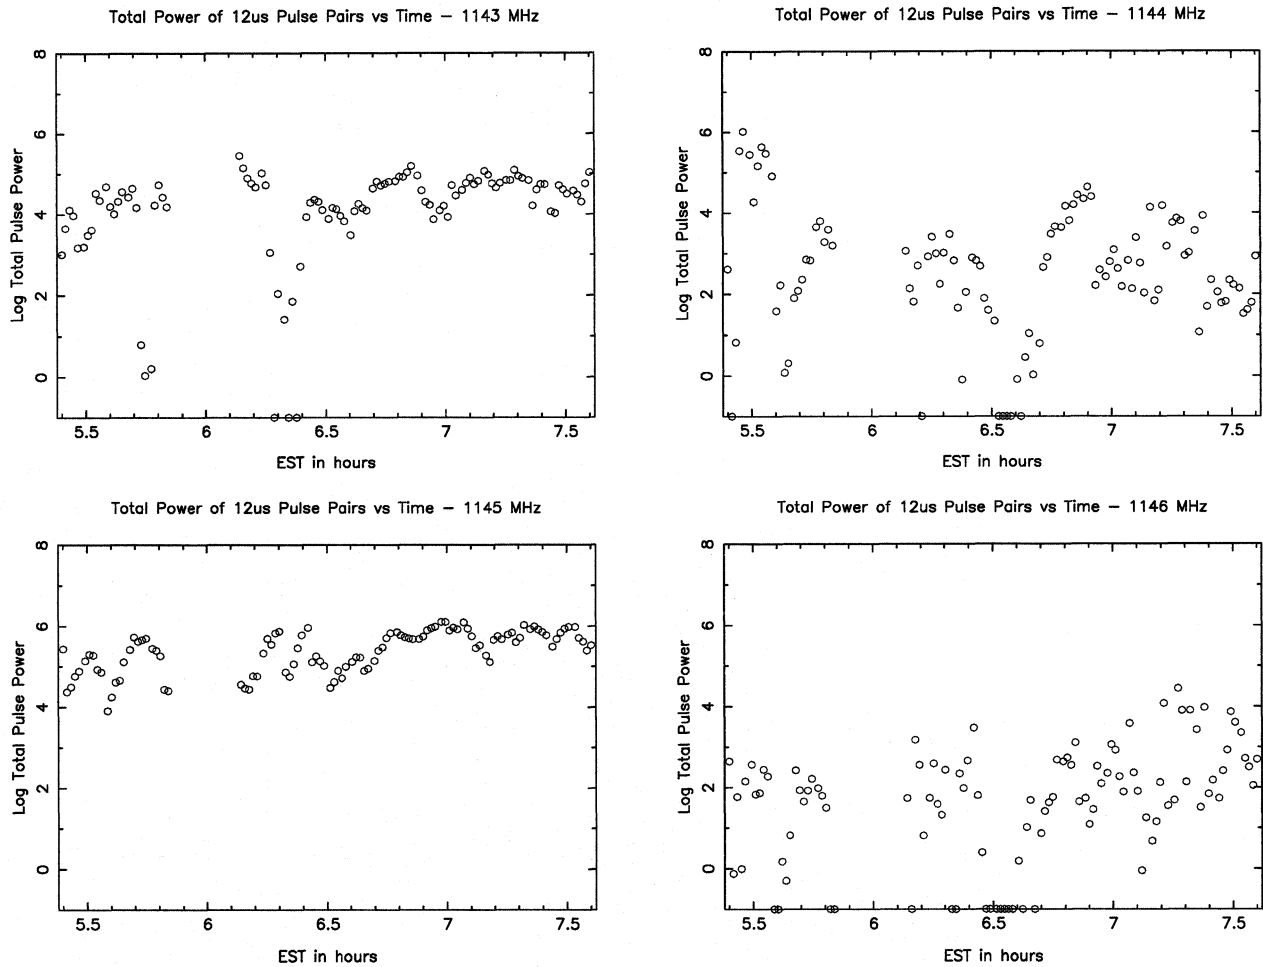 Total Power of 12us Pulse Pairs vs Time – 1143 MHz
8
6
4
2
0
Log Total Pulse Power
5.5 6 6.5 7 7.5
EST in hours
Total Power of 12us Pulse Pairs vs Time – 1144 MHz
8
6
4
2
0
Log Total Pulse Power
5.5 6 6.5 7 7.5
EST in hours
Total Power of 12us Pulse Pairs vs Time – 1145 MHz
8
6
4
2
0
Log Total Pulse Power
5.5 6 6.5 7 7.5
EST in hours
Total Power of 12us Pulse Pairs vs Time – 1146 MHz
8
6
4
2
0
Log Total Pulse Power
5.5 6 6.5 7 7.5
EST in hours